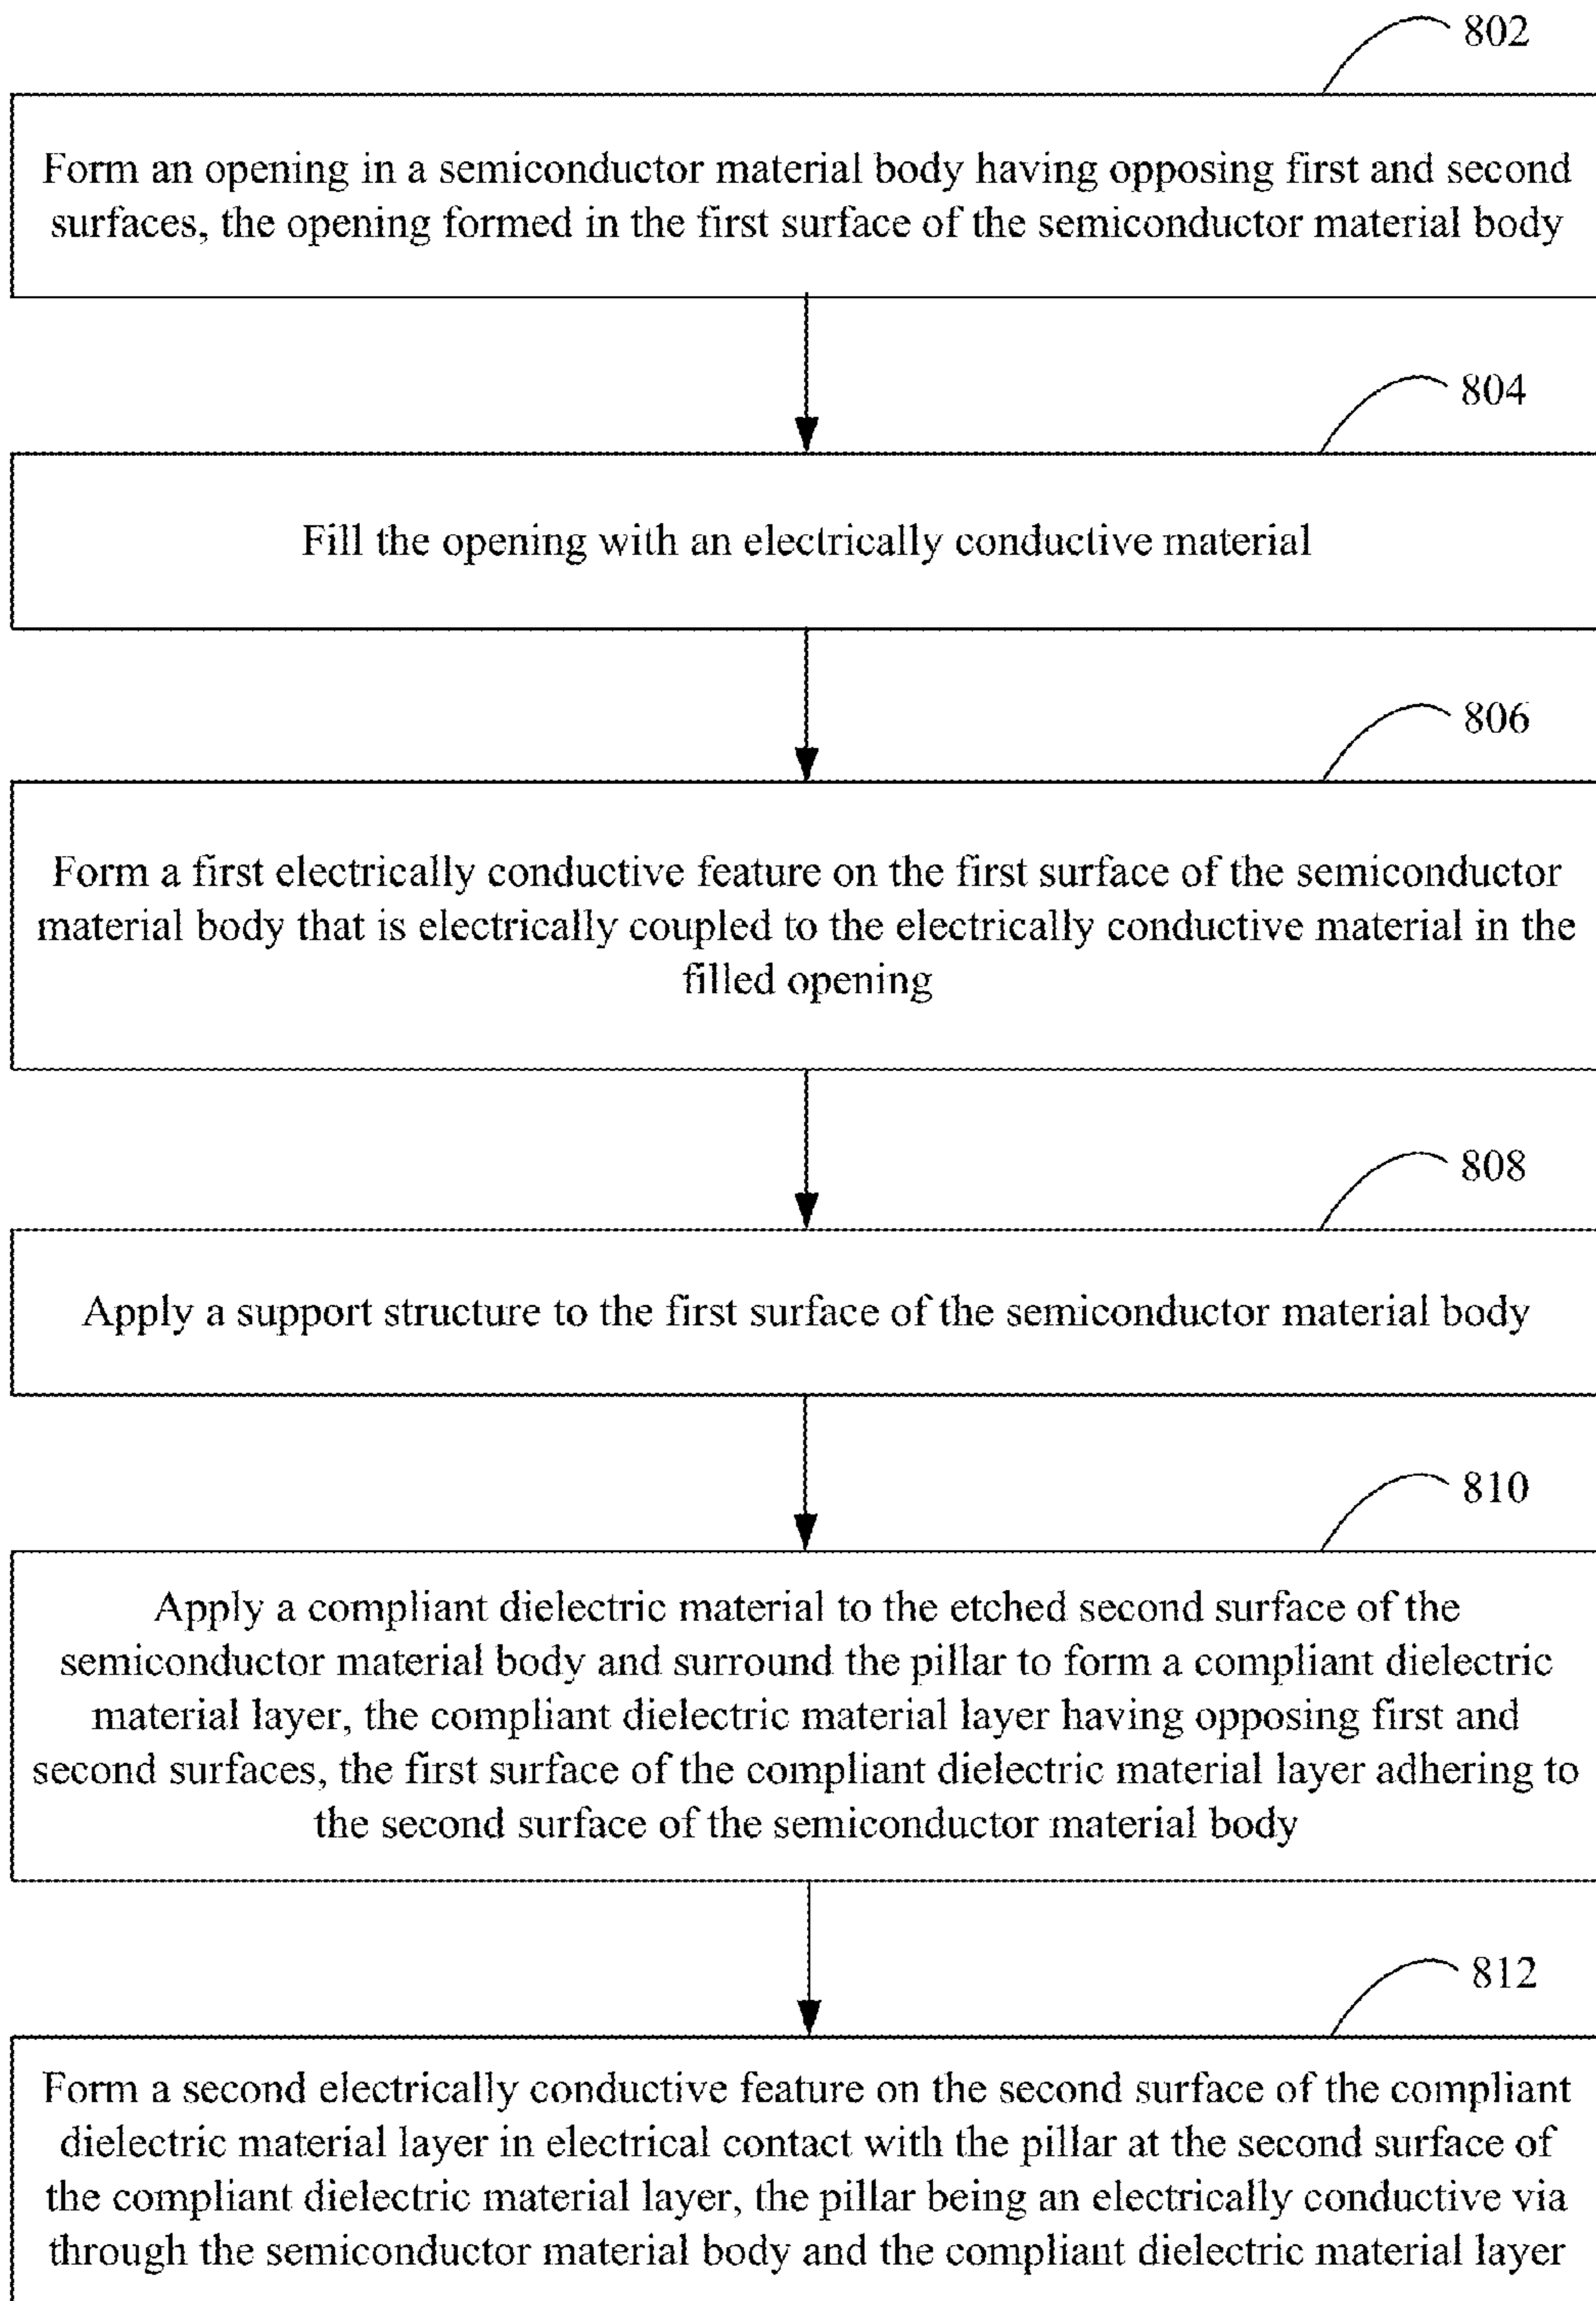 802
Form an opening in a semiconductor material body having opposing first and second
surfaces, the opening formed in the first surface of the semiconductor material body
804
Fill the opening with an electrically conductive material
806
Form a first electrically conductive feature on the first surface of the semiconductor
material body that is electrically coupled to the electrically conductive material in the
filled opening
808
Apply a support structure to the first surface of the semiconductor material body
810
Apply a compliant dielectric material to the etched second surface of the
semiconductor material body and surround the pillar to form a compliant dielectric
material layer, the compliant dielectric material layer having opposing first and
second surfaces, the first surface of the compliant dielectric material layer adhering to
the second surface of the semiconductor material body
812
Form a second electrically conductive feature on the second surface of the compliant
dielectric material layer in electrical contact with the pillar at the second surface of
the compliant dielectric material layer, the pillar being an electrically conductive via
through the semiconductor material body and the compliant dielectric material layer